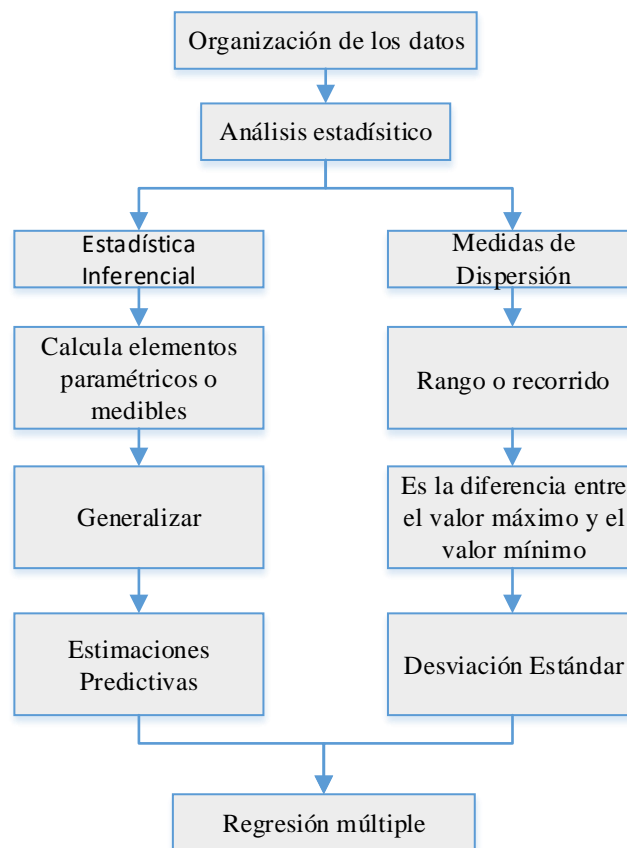 Organización de los datos
Análisis estadísitico
Estadística
Inferencial
Medidas de
Dispersión
Calcula elementos
paramétricos o
medibles
Rango o recorrido
Generalizar
Es la diferencia entre
el valor máximo y el
valor mínimo
Estimaciones
Predictivas
Desviación Estándar
Regresión múltiple